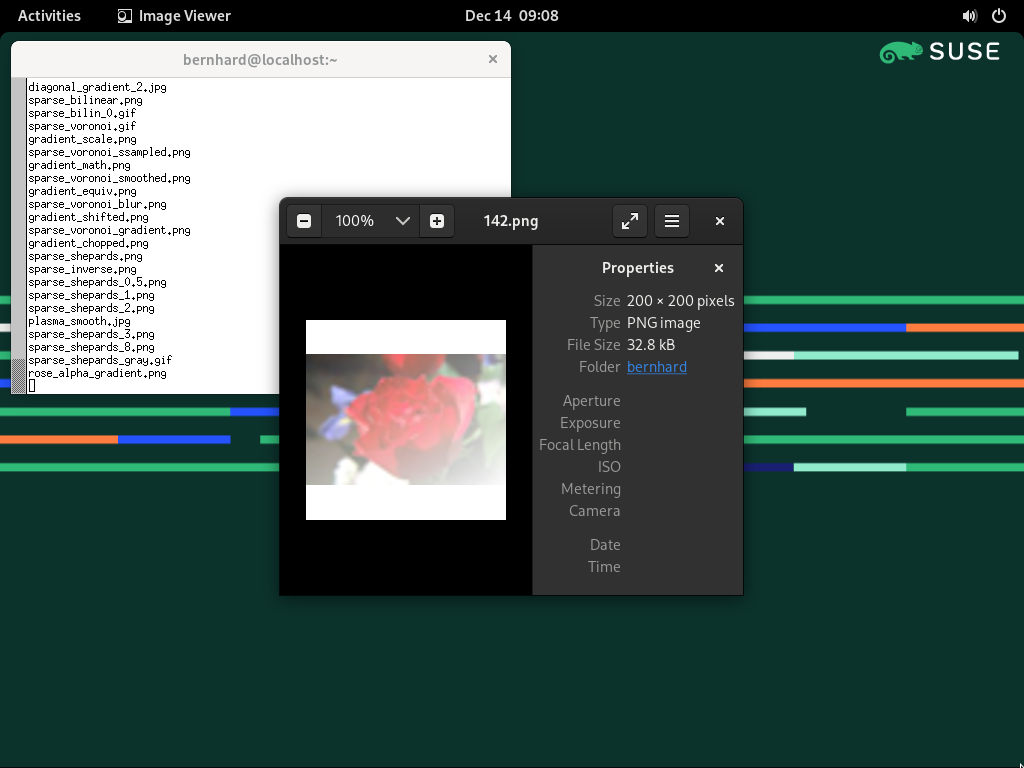 Activities Image Viewer Dec 14 09:08
SUSE
bernhard@localhost:~
diagonal_gradient_2.jpg
sparse_bilinear.png
sparse_bilin_0.gif
sparse_voronoi.gif
gradient_scale.png
sparse_voronoi_ssampled.png
gradient_math.png
sparse_voronoi_smoothed.png
gradient_equiv.png
sparse_voronoi_blur.png
gradient_shifted.png
sparse_voronoi_gradient.png
gradient_chopped.png
sparse_shepards.png
sparse_inverse.png
sparse_shepards_0.5.png
sparse_shepards_1.png
sparse_shepards_2.png
plasma_smooth.jpg
sparse_shepards_3.png
sparse_shepards_8.png
sparse_shepards_gray.gif
rose_alpha_gradient.png
100% 142.png
Properties
Size 200 × 200 pixels
Type PNG image
File Size 32.8 kB
Folder bernhard
Aperture
Exposure
Focal Length
ISO
Metering
Camera
Date
Time